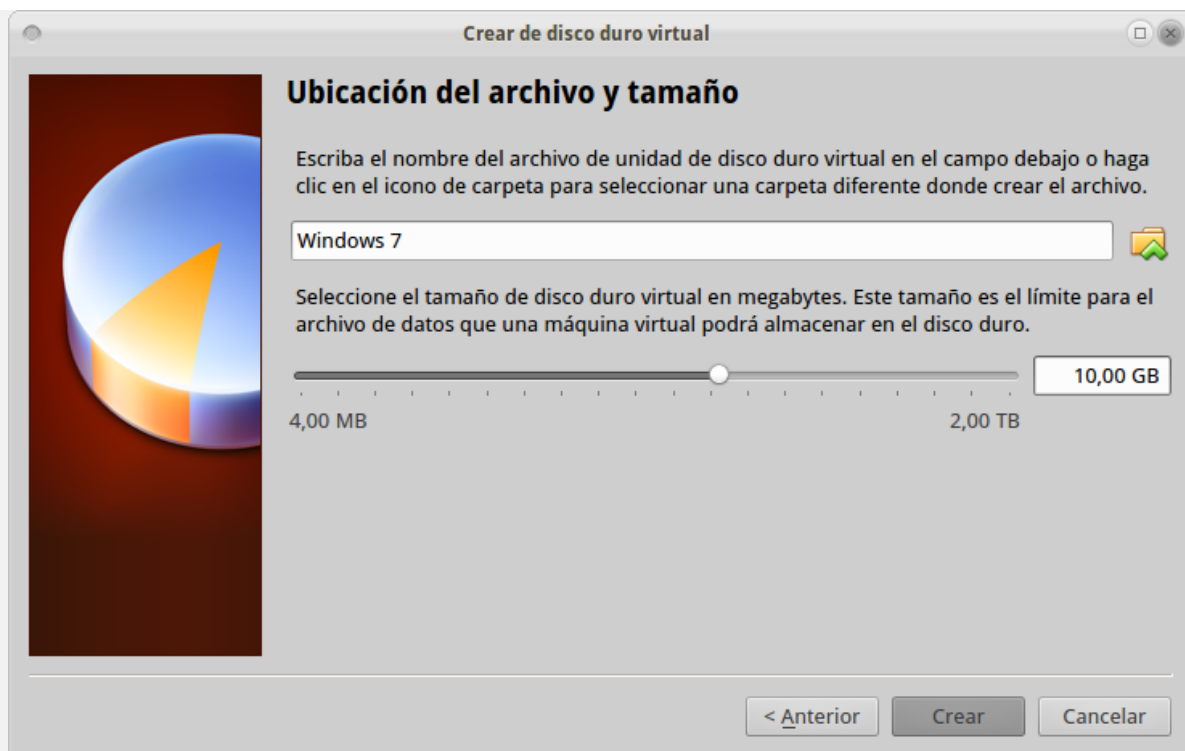 Crear de disco duro virtual
Ubicación del archivo y tamaño
Escriba el nombre del archivo de unidad de disco duro virtual en el campo debajo o haga
clic en el icono de carpeta para seleccionar una carpeta diferente donde crear el archivo.
Windows 7
Seleccione el tamaño de disco duro virtual en megabytes. Este tamaño es el límite para el
archivo de datos que una máquina virtual podrá almacenar en el disco duro.
10,00 GB
4,00 MB 2,00 TB
< Anterior Crear Cancelar